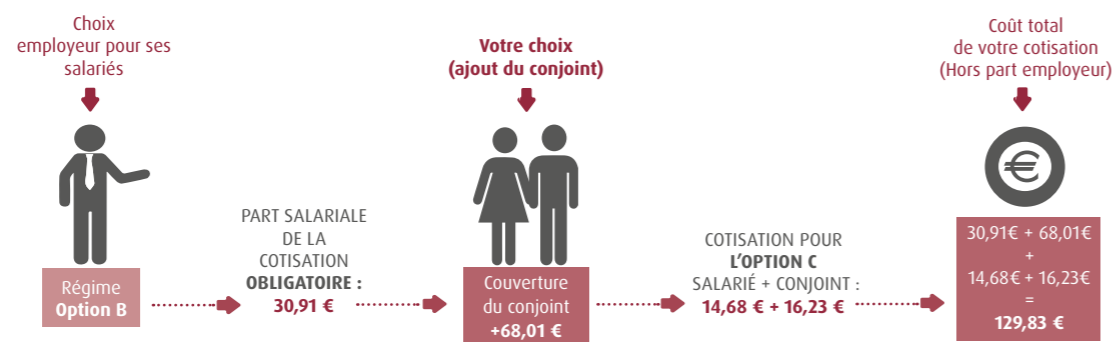 Choix
employeur pour ses
salariés
Votre choix
(ajout du conjoint)
Coût total
de votre cotisation
(Hors part employeur)
Régime
Option B
PART SALARIALE
DE LA
COTISATION
OBLIGATOIRE :
30,91 €
Couverture
du conjoint
+68,01 €
COTISATION POUR
L'OPTION C
SALARIÉ + CONJOINT :
14,68 € + 16,23 €
€
30,91€ + 68,01€
+
14,68€ + 16,23€
=
129,83 €